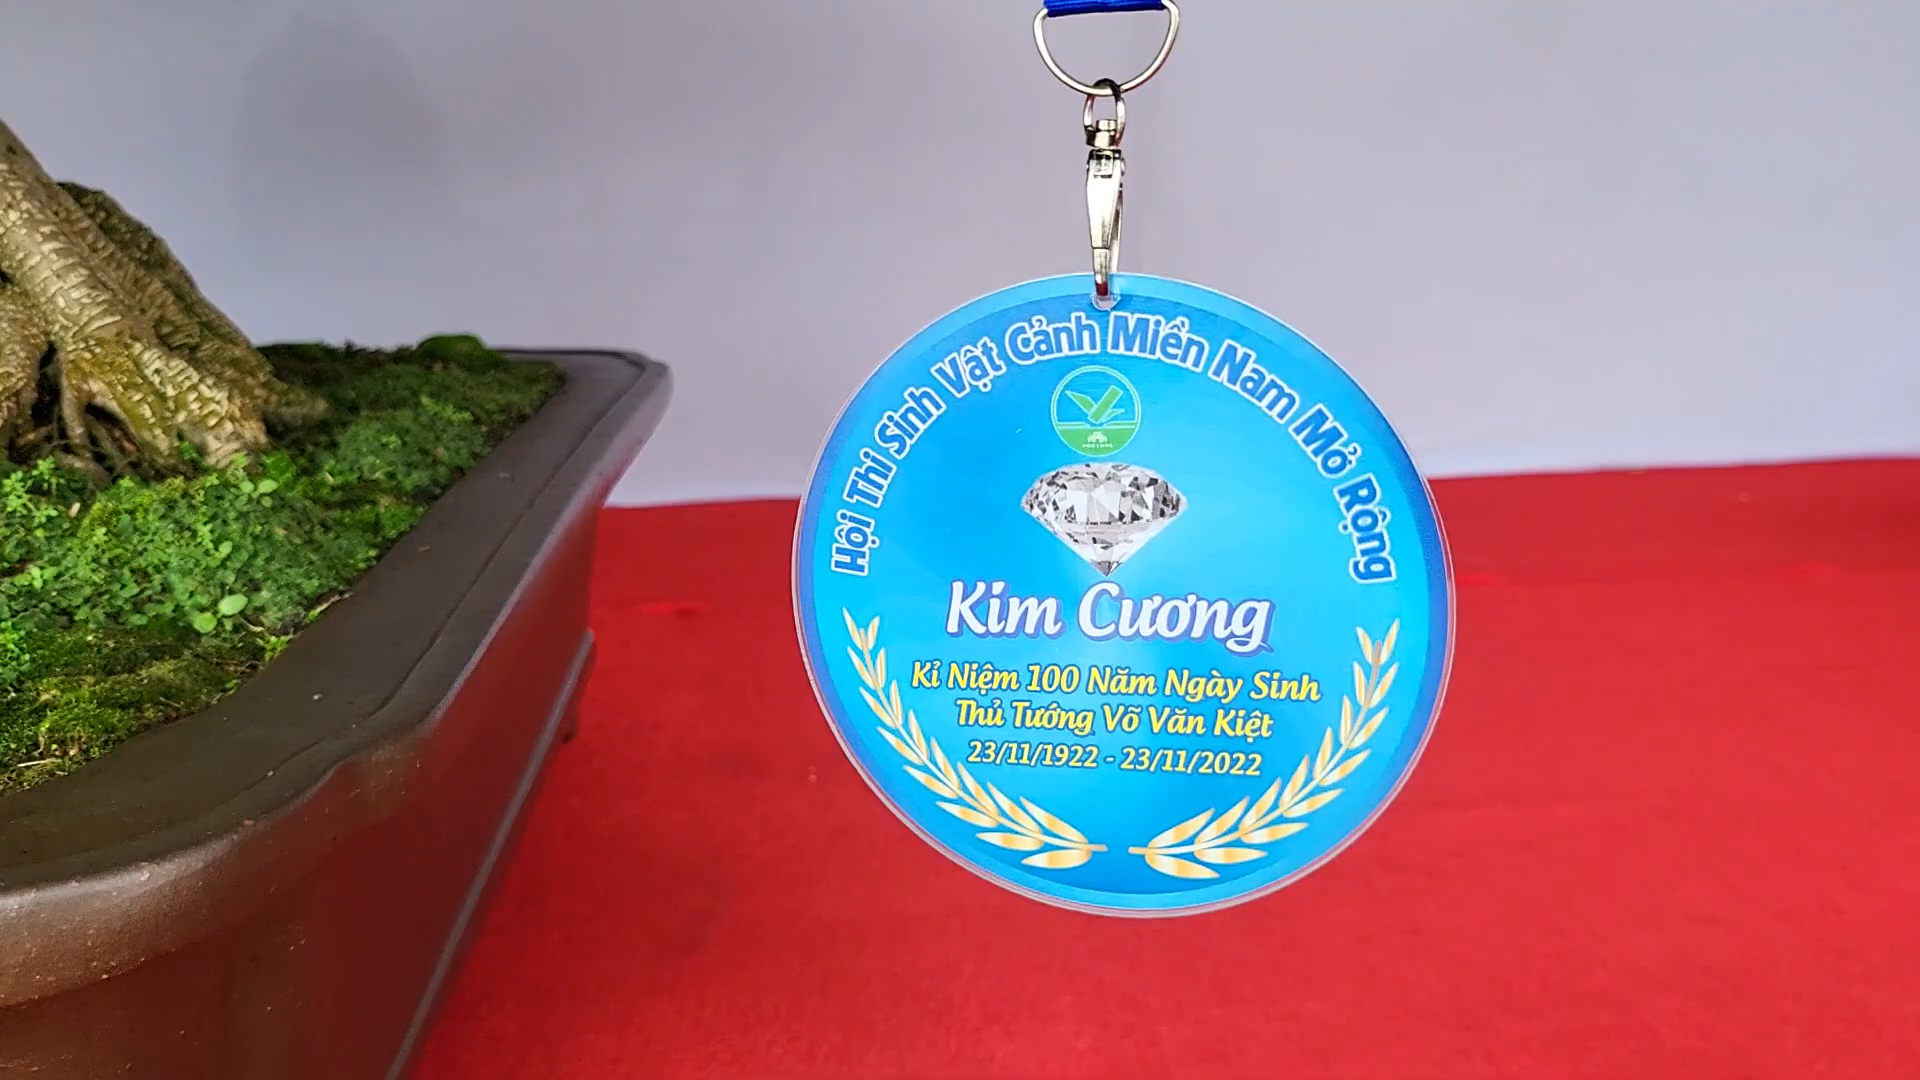 Hội Thi Sinh Vật Cảnh Miền Nam Mở Rộng
Kim Cương
Kỉ Niệm 100 Năm Ngày Sinh
Thủ Tướng Võ Văn Kiệt
23/11/1922 - 23/11/2022